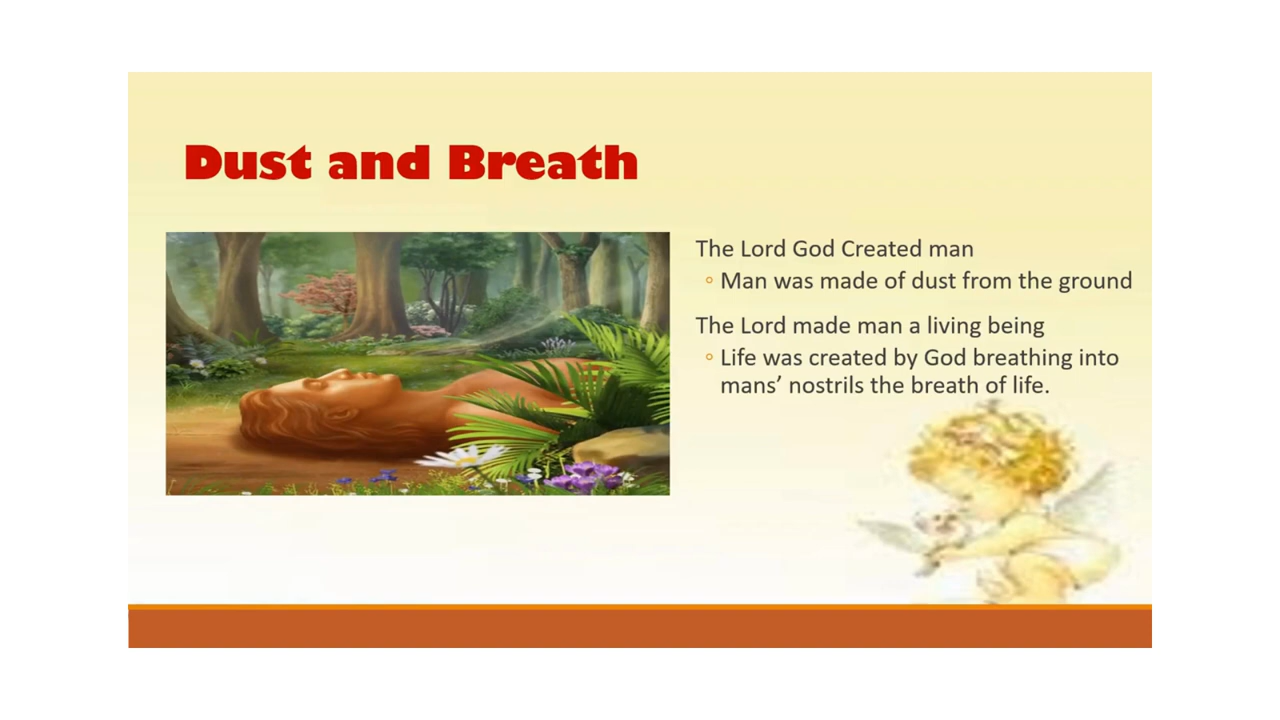 Dust and Breath
The Lord God Created man
◦ Man was made of dust from the ground
The Lord made man a living being
◦ Life was created by God breathing into
mans’ nostrils the breath of life.